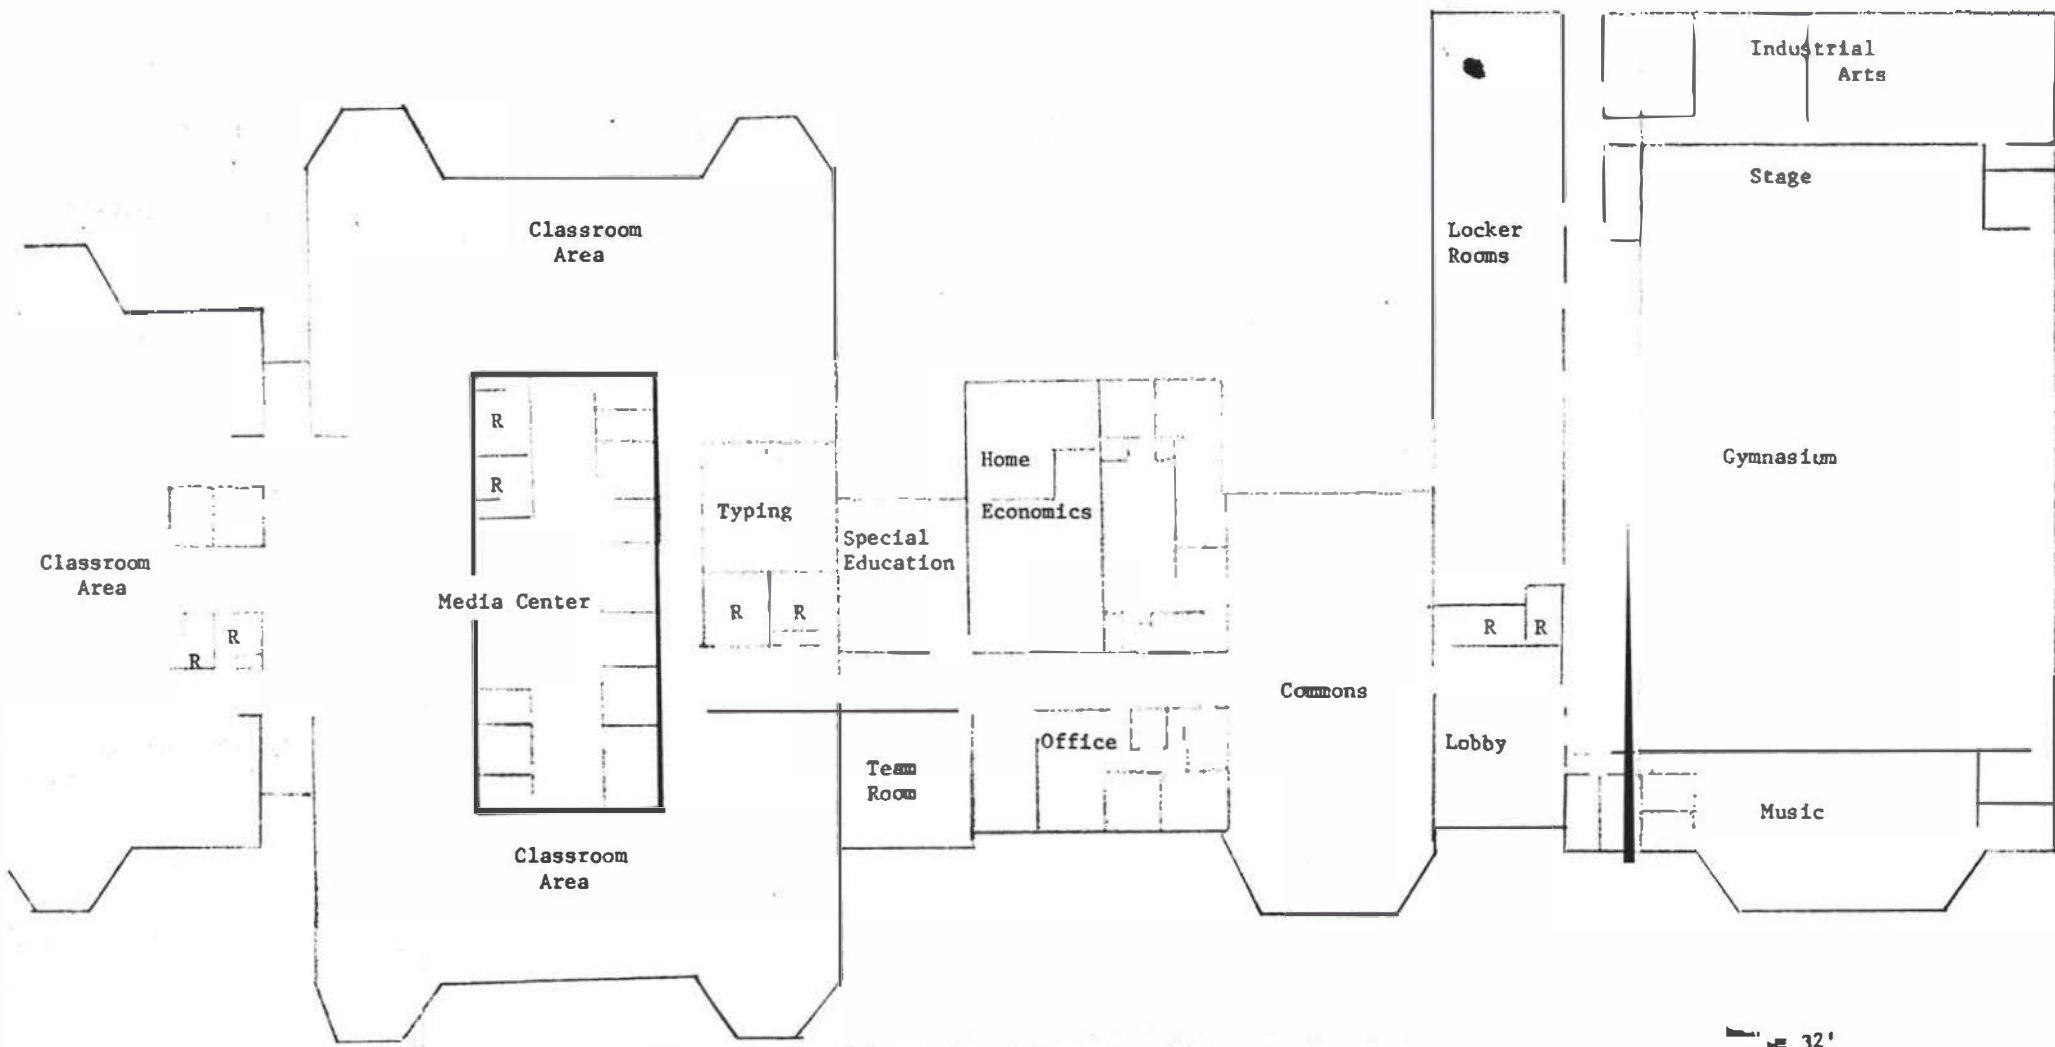 Industrial
Arts
Stage
Classroom
Area
Locker
Rooms
R
Home
Gymnasium
R
Typing
Economics
Special
Education
Classroom
Area
Media Center
R
R
R
R
R
R
Commons
Office
Lobby
Team
Room
Music
Classroom
Area
= 32'